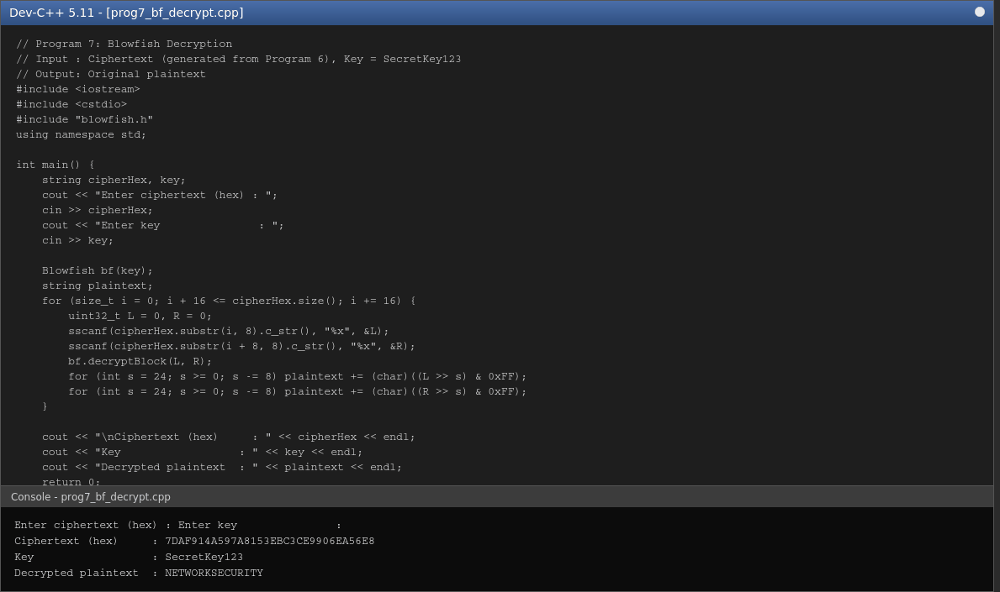 Dev-C++ 5.11 - [prog7_bf_decrypt.cpp]
// Program 7: Blowfish Decryption
// Input : Ciphertext (generated from Program 6), Key = SecretKey123
// Output: Original plaintext
#include <iostream>
#include <cstdio>
#include "blowfish.h"
using namespace std;

int main() {
    string cipherHex, key;
    cout << "Enter ciphertext (hex) : ";
    cin >> cipherHex;
    cout << "Enter key               : ";
    cin >> key;

    Blowfish bf(key);
    string plaintext;
    for (size_t i = 0; i + 16 <= cipherHex.size(); i += 16) {
        uint32_t L = 0, R = 0;
        sscanf(cipherHex.substr(i, 8).c_str(), "%x", &L);
        sscanf(cipherHex.substr(i + 8, 8).c_str(), "%x", &R);
        bf.decryptBlock(L, R);
        for (int s = 24; s >= 0; s -= 8) plaintext += (char)((L >> s) & 0xFF);
        for (int s = 24; s >= 0; s -= 8) plaintext += (char)((R >> s) & 0xFF);
    }

    cout << "\nCiphertext (hex)     : " << cipherHex << endl;
    cout << "Key                  : " << key << endl;
    cout << "Decrypted plaintext  : " << plaintext << endl;
    return 0;
Console - prog7_bf_decrypt.cpp
Enter ciphertext (hex) : Enter key               :
Ciphertext (hex)     : 7DAF914A597A8153EBC3CE9906EA56E8
Key                  : SecretKey123
Decrypted plaintext  : NETWORKSECURITY